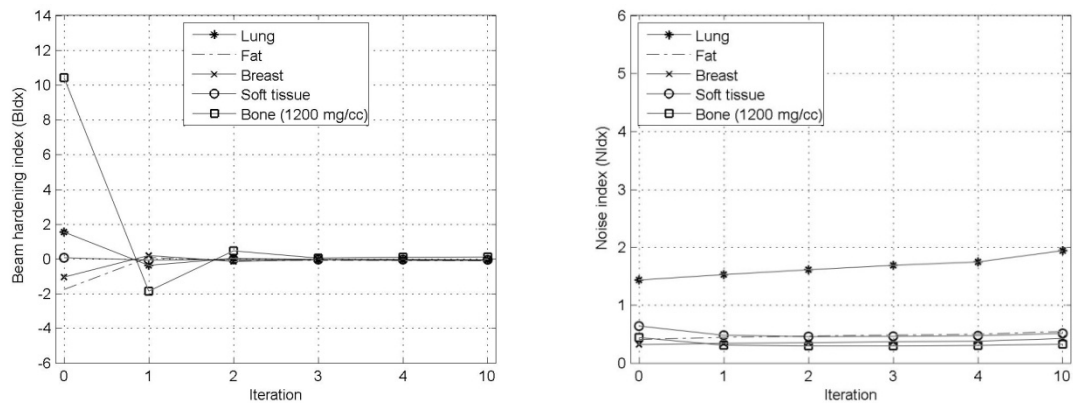 14
12
10
8
6
4
2
0
-2
-4
-6
Beam hardening index (BIdx)
Lung
Fat
Breast
Soft tissue
Bone (1200 mg/cc)
0 1 2 3 4 10
Iteration
6
5
4
3
2
1
0
Noise index (NIdx)
Lung
Fat
Breast
Soft tissue
Bone (1200 mg/cc)
0 1 2 3 4 10
Iteration